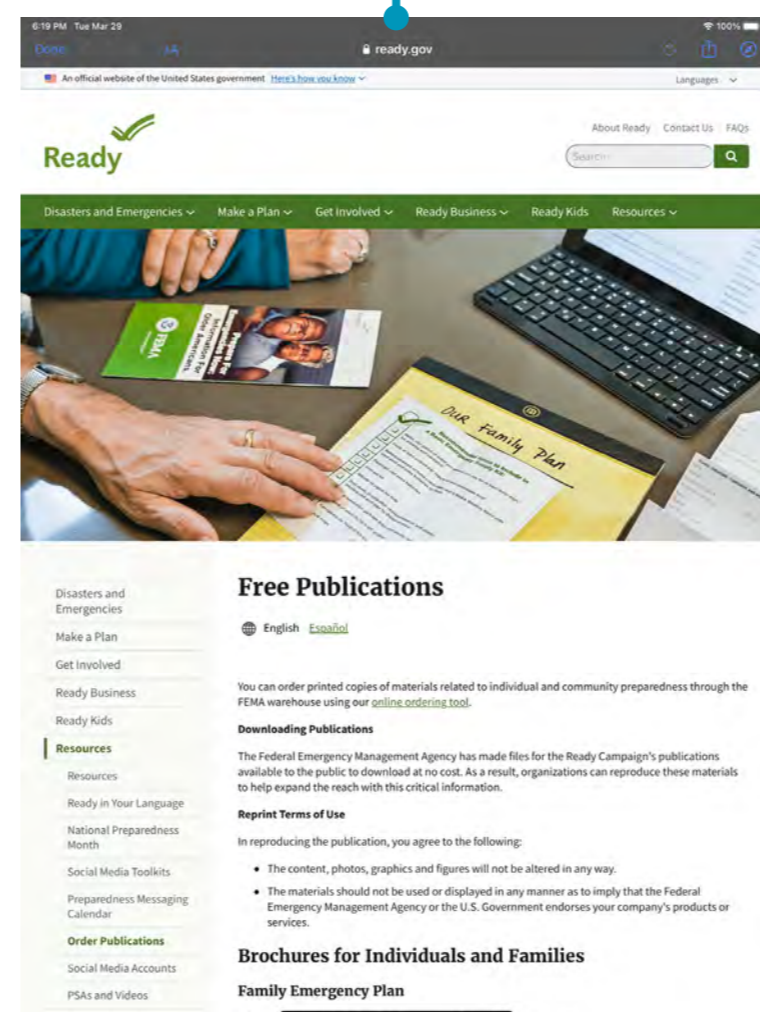 6:19 PM Tue Mar 29
100%
Done
AA
ready.gov
An official website of the United States government Here's how you know
Languages
Ready
About Ready Contact Us FAQs
Search
Disasters and Emergencies Make a Plan Get Involved Ready Business Ready Kids Resources
FEMA
Information For
Older Americans
OUR Family Plan
Free Publications
Disasters and
Emergencies
Make a Plan
Get Involved
Ready Business
Ready Kids
Resources
Resources
Ready in Your Language
National Preparedness
Month
Social Media Toolkits
Preparedness Messaging
Calendar
Order Publications
Social Media Accounts
PSAs and Videos
English Español
You can order printed copies of materials related to individual and community preparedness through the
FEMA warehouse using our online ordering tool.
Downloading Publications
The Federal Emergency Management Agency has made files for the Ready Campaign's publications
available to the public to download at no cost. As a result, organizations can reproduce these materials
to help expand the reach with this critical information.
Reprint Terms of Use
In reproducing the publication, you agree to the following:
• The content, photos, graphics and figures will not be altered in any way.
• The materials should not be used or displayed in any manner as to imply that the Federal
Emergency Management Agency or the U.S. Government endorses your company's products or
services.
Brochures for Individuals and Families
Family Emergency Plan